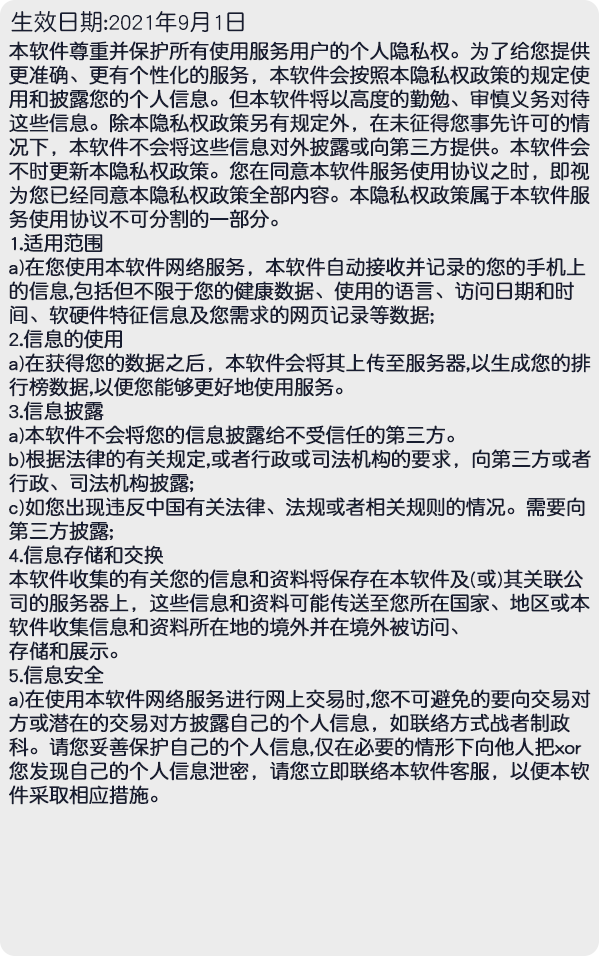 生效日期:2021年9月1日
本软件尊重并保护所有使用服务用户的个人隐私权。为了给您提供
更准确、更有个性化的服务，本软件会按照本隐私权政策的规定使
用和披露您的个人信息。但本软件将以高度的勤勉、审慎义务对待
这些信息。除本隐私权政策另有规定外，在未征得您事先许可的情
况下，本软件不会将这些信息对外披露或向第三方提供。本软件会
不时更新本隐私权政策。您在同意本软件服务使用协议之时，即视
为您已经同意本隐私权政策全部内容。本隐私权政策属于本软件服
务使用协议不可分割的一部分。
1.适用范围
a)在您使用本软件网络服务，本软件自动接收并记录的您的手机上
的信息,包括但不限于您的健康数据、使用的语言、访问日期和时
间、软硬件特征信息及您需求的网页记录等数据;
2.信息的使用
a)在获得您的数据之后，本软件会将其上传至服务器,以生成您的排
行榜数据,以便您能够更好地使用服务。
3.信息披露
a)本软件不会将您的信息披露给不受信任的第三方。
b)根据法律的有关规定,或者行政或司法机构的要求，向第三方或者
行政、司法机构披露;
c)如您出现违反中国有关法律、法规或者相关规则的情况。需要向
第三方披露;
4.信息存储和交换
本软件收集的有关您的信息和资料将保存在本软件及(或)其关联公
司的服务器上，这些信息和资料可能传送至您所在国家、地区或本
软件收集信息和资料所在地的境外并在境外被访问、
存储和展示。
5.信息安全
a)在使用本软件网络服务进行网上交易时,您不可避免的要向交易对
方或潜在的交易对方披露自己的个人信息，如联络方式战者制政
科。请您妥善保护自己的个人信息,仅在必要的情形下向他人把xor
您发现自己的个人信息泄密，请您立即联络本软件客服，以便本软
件采取相应措施。